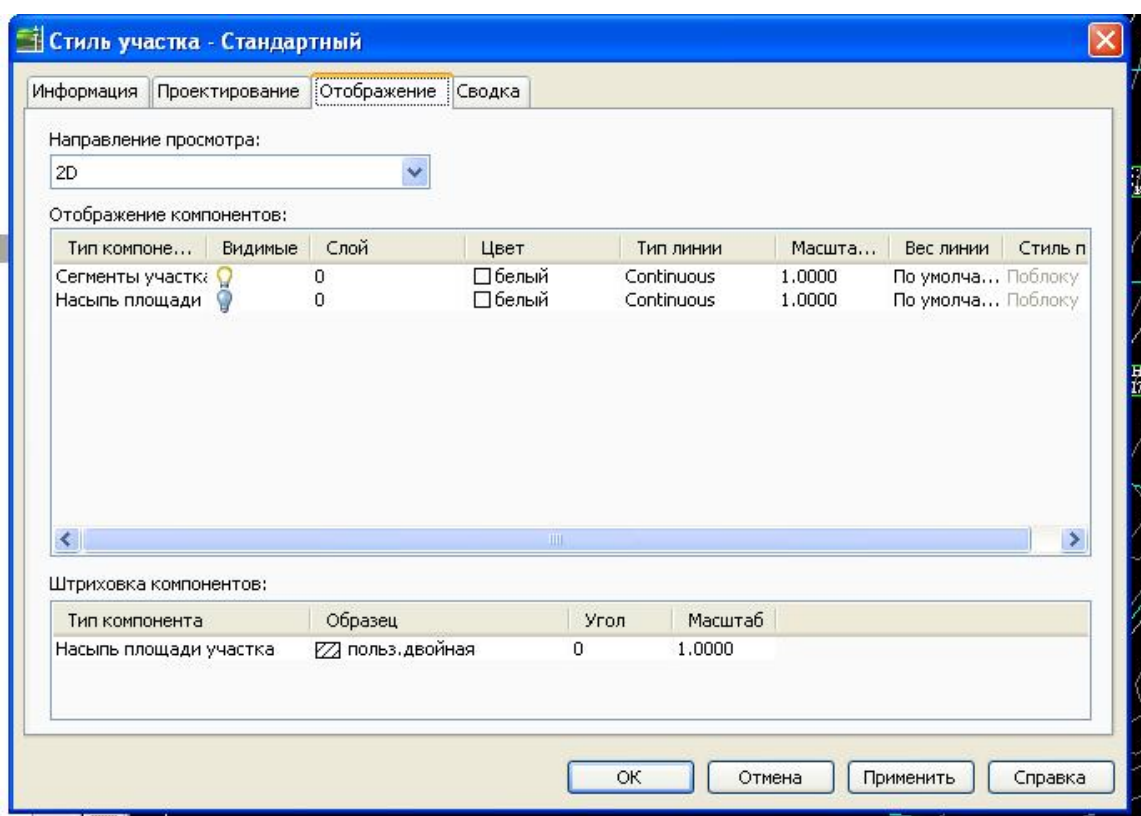 Стиль участка - Стандартный
Информация Проектирование Отображение Сводка
Направление просмотра:
2D
Отображение компонентов:
Тип компоне... Видимые Слой Цвет Тип линии Масшта... Вес линии Стиль п
Сегменты участка 0 белый Continuous 1.0000 По умолча... Поблоку
Насыпь площади 0 белый Continuous 1.0000 По умолча... Поблоку
Штриховка компонентов:
Тип компонента Образец Угол Масштаб
Насыпь площади участка польз.двойная 0 1.0000
ОК Отмена Применить Справка